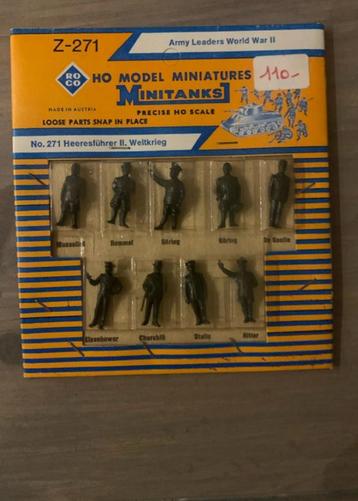 Z-271
Army Leaders World War II
ROCO
HO MODEL MINIATURES
110.-
MINITANKS
MADE IN AUSTRIA
PRECISE HO SCALE
LOOSE PARTS SNAP IN PLACE
No. 271 Heeresführer II. Weltkrieg
Mussolini Rommel Göring Göring De Gaulle
Eisenhower Churchill Stalin Hitler